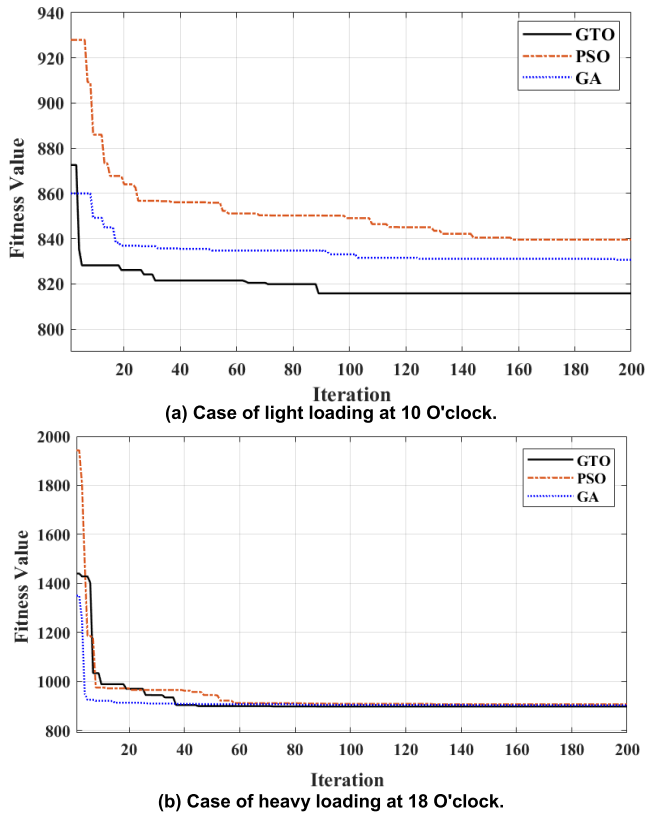 940
920
900
880
860
840
820
800
Fitness Value
GTO
PSO
GA
20 40 60 80 100 120 140 160 180 200
Iteration
(a) Case of light loading at 10 O'clock.
2000
1800
1600
1400
1200
1000
800
Fitness Value
GTO
PSO
GA
20 40 60 80 100 120 140 160 180 200
Iteration
(b) Case of heavy loading at 18 O'clock.